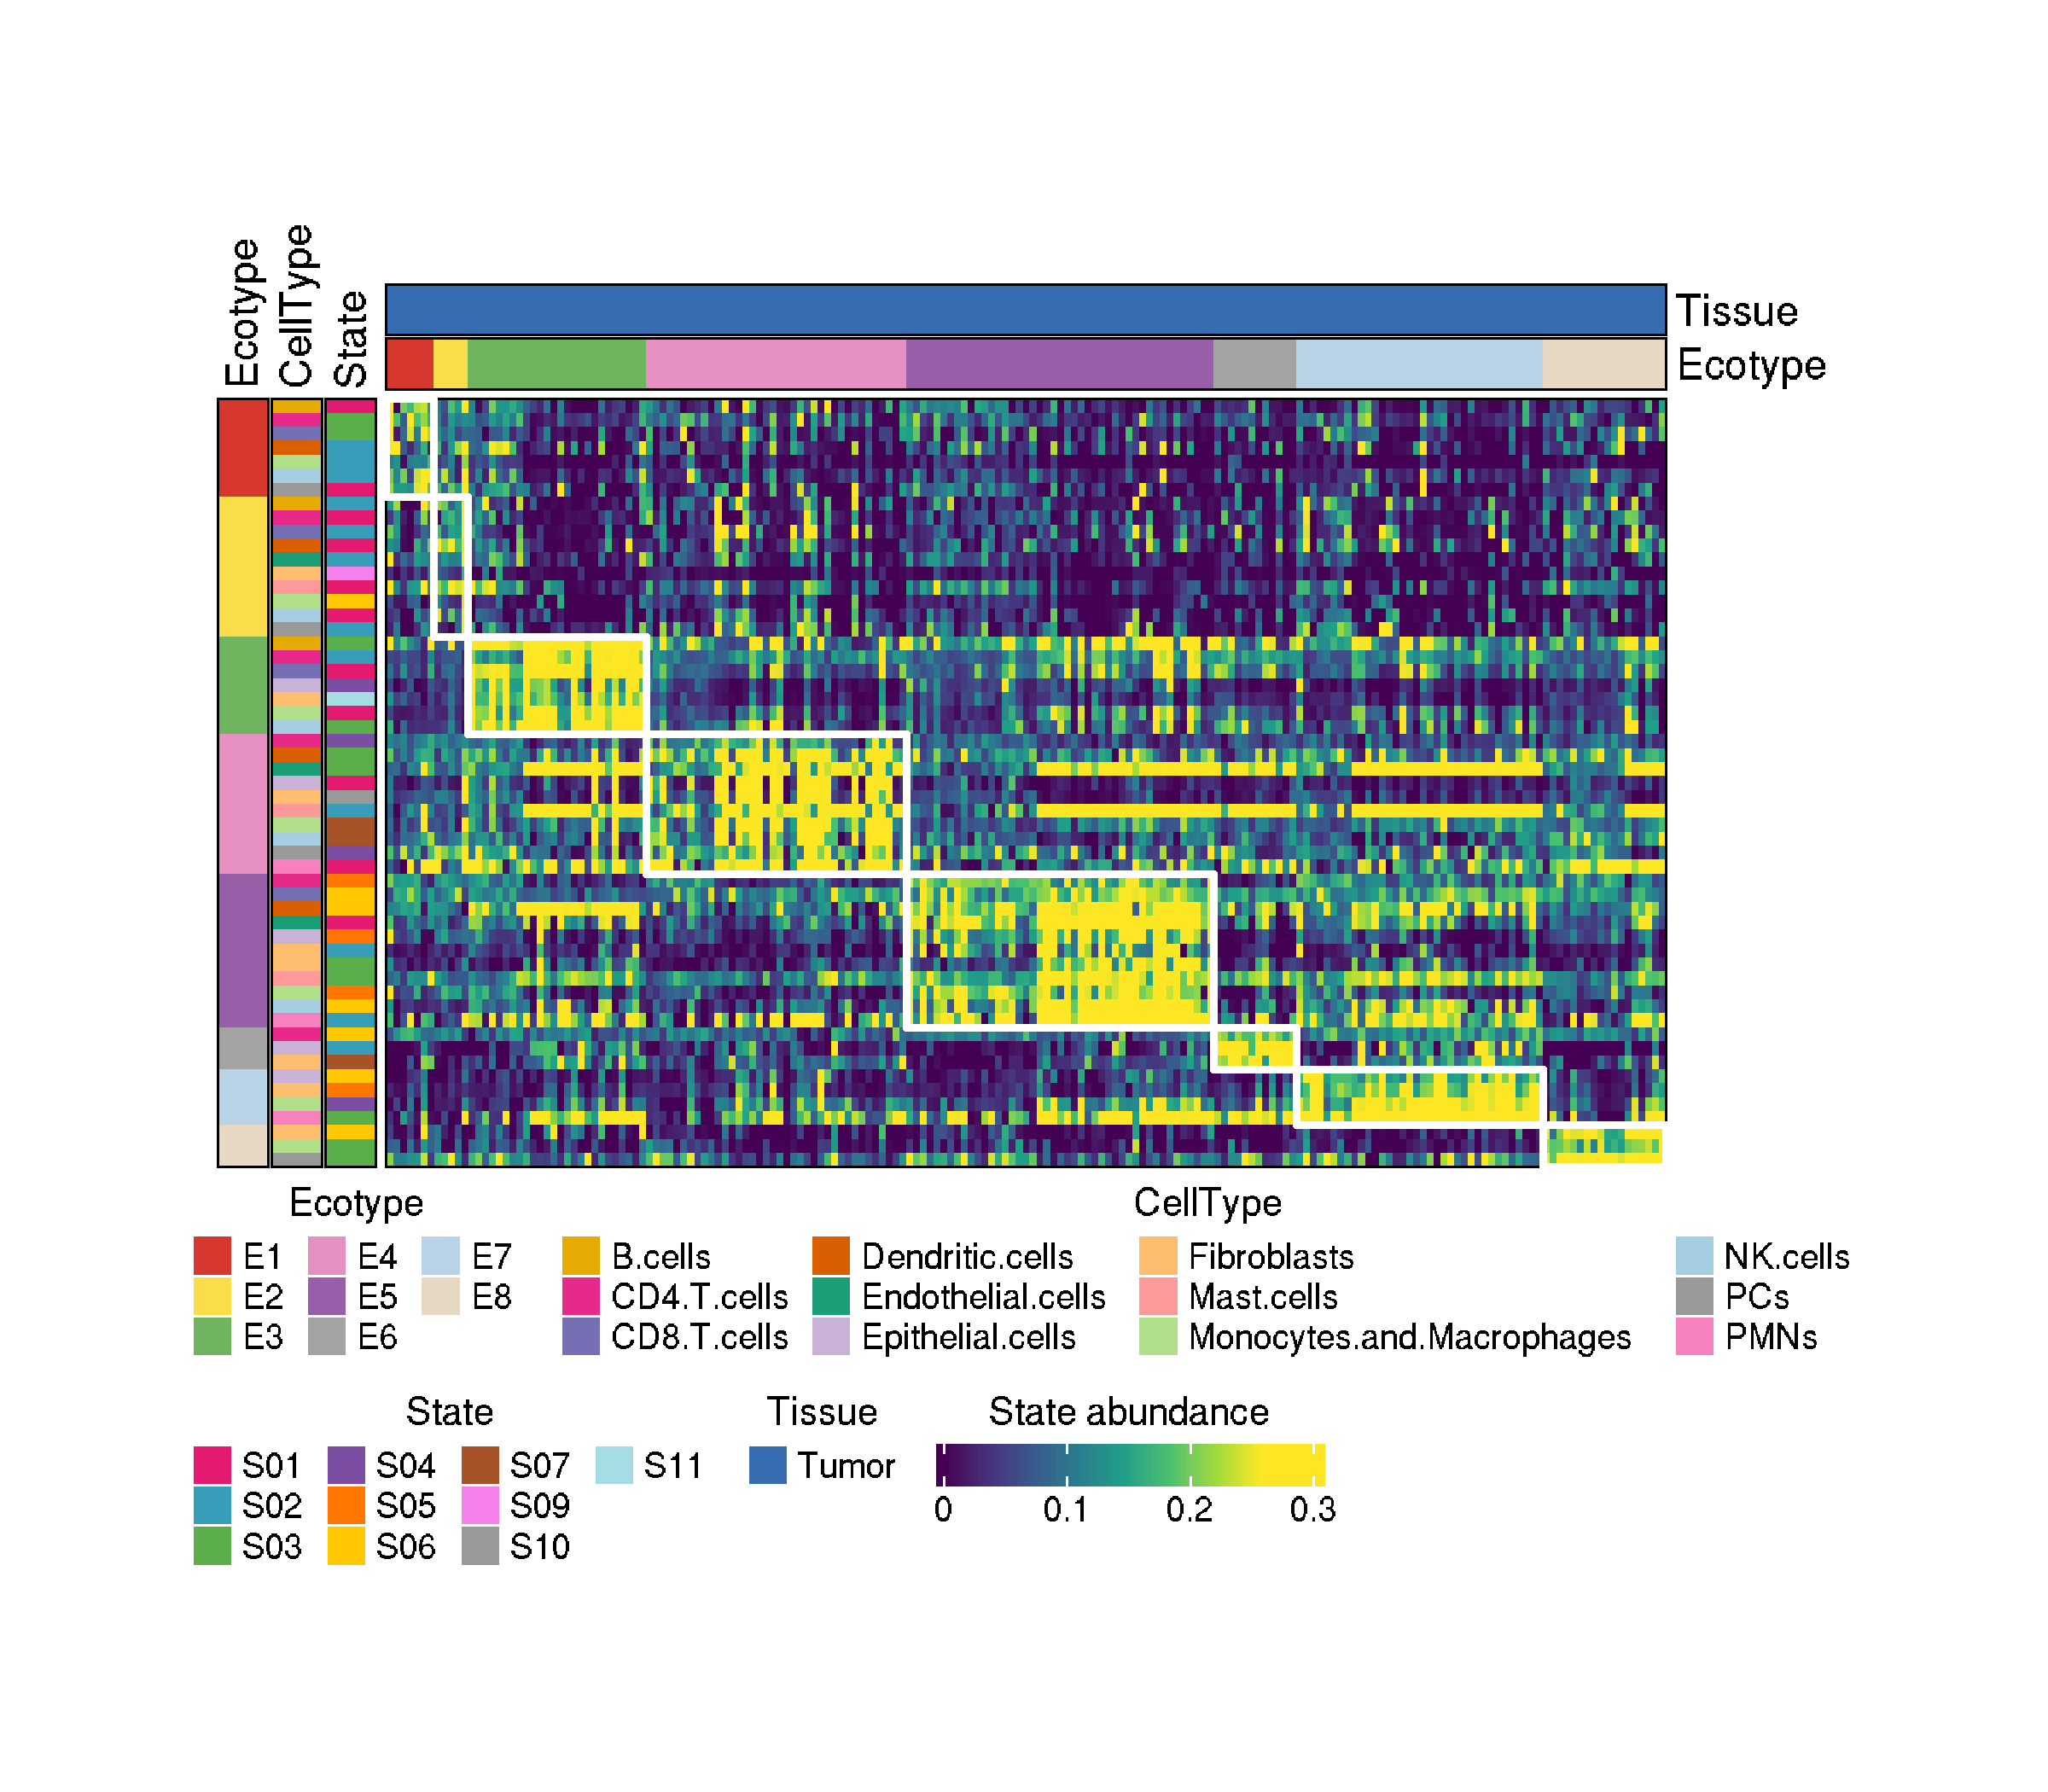 Ecotype
CellType
State
Tissue
Ecotype
Ecotype CellType
E1 E4 E7 B.cells Dendritic.cells Fibroblasts NK.cells
E2 E5 E8 CD4.T.cells Endothelial.cells Mast.cells PCs
E3 E6 CD8.T.cells Epithelial.cells Monocytes.and.Macrophages PMNs
State Tissue State abundance
S01 S04 S07 S11 Tumor
S02 S05 S09 0 0.1 0.2 0.3
S03 S06 S10